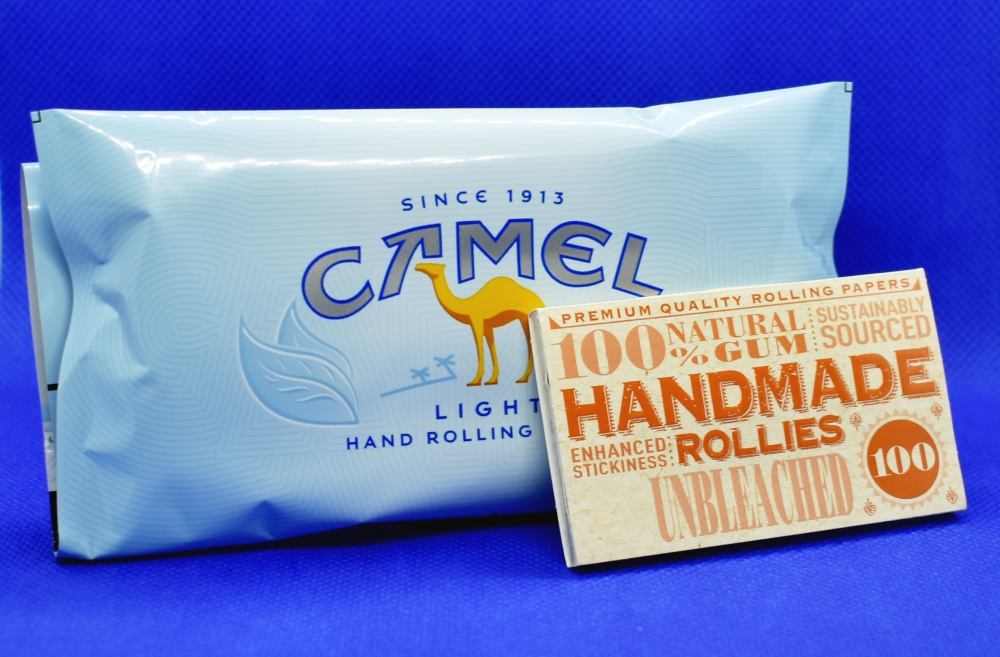 SINCE 1913
CAMEL
LIGHT
HAND ROLLING
PREMIUM QUALITY ROLLING PAPERS
100% NATURAL GUM
SUSTAINABLY
SOURCED
HANDMADE
ENHANCED
STICKINESS
ROLLIES
100
UNBLEACHED